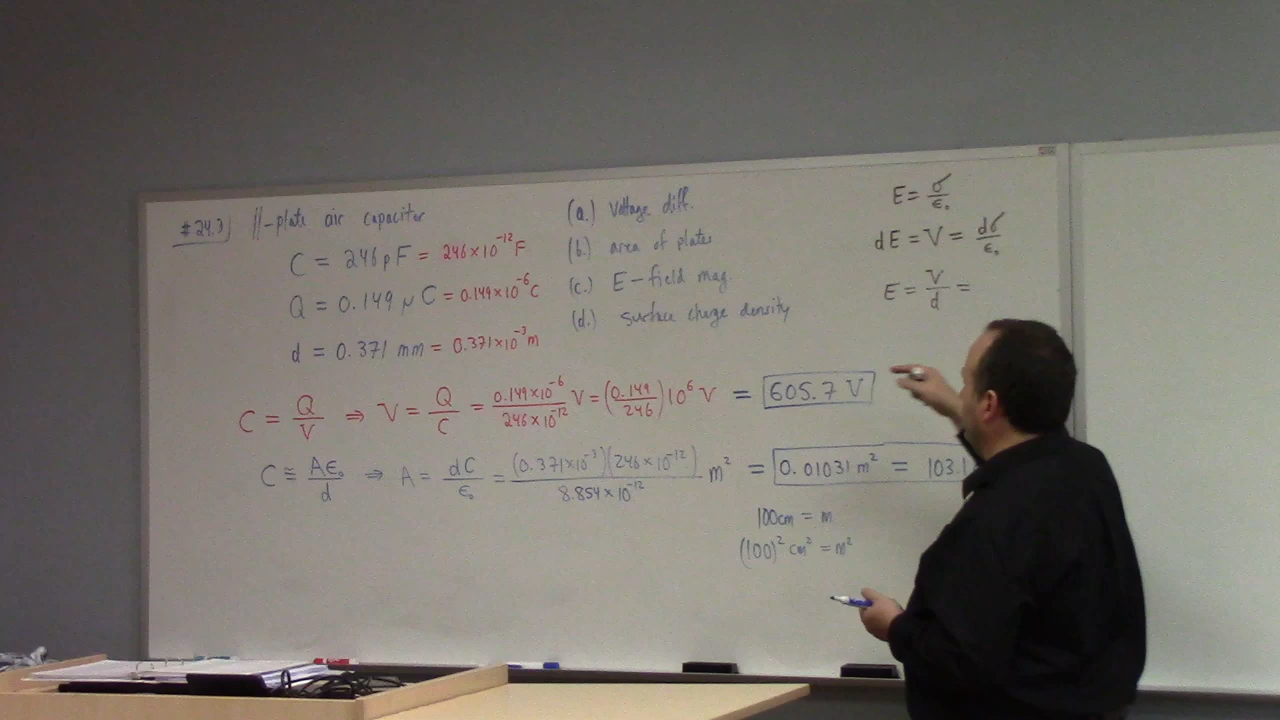 #24.3) //-plate air capacitor
C = 246 pF = 246×10⁻¹² F
Q = 0.149 μC = 0.149×10⁻⁶ C
d = 0.371 mm = 0.371×10⁻³ m
(a.) Voltage diff.
(b.) area of plates
(c.) E-field mag.
(d.) surface charge density
E = σ/ε₀
dE = V = dσ/ε₀
E = V/d =
C = Q/V ⇒ V = Q/C = 0.149×10⁻⁶/246×10⁻¹² V = (0.149/246) 10⁶ V = 605.7 V
C ≅ Aε₀/d ⇒ A = dC/ε₀ = (0.371×10⁻³)(246×10⁻¹²)/8.854×10⁻¹² m² = 0.01031 m² = 103.1
100cm = m
(100)² cm² = m²